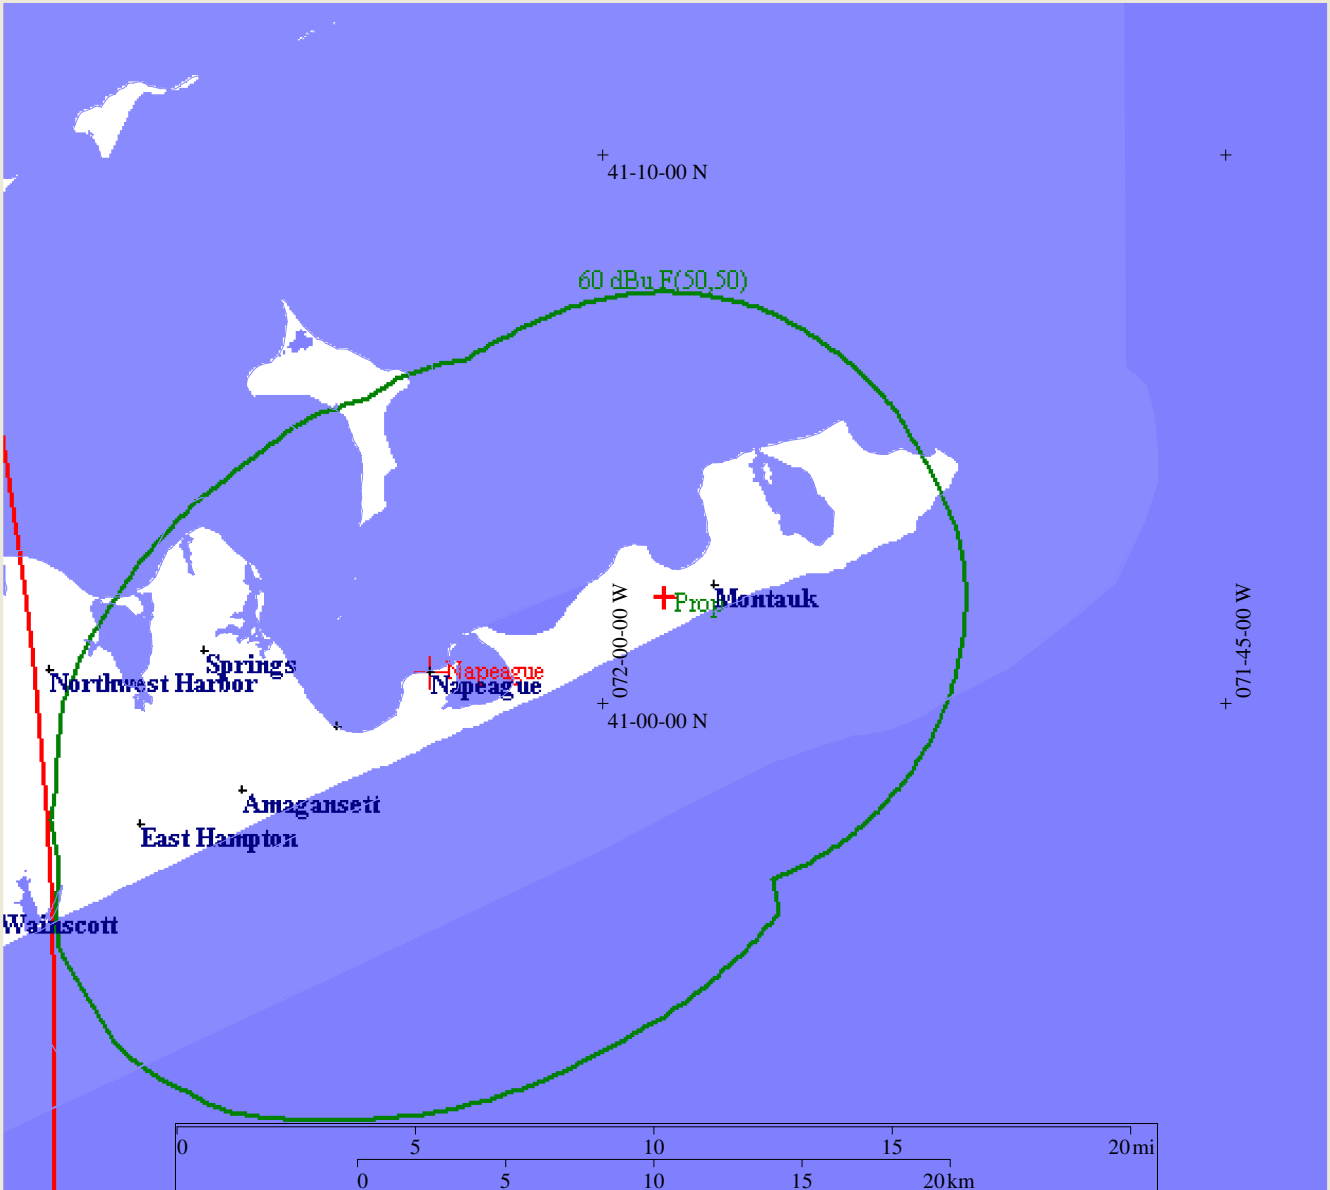 41-10-00 N
60 dBu F(50,50)
072-00-00 W
071-45-00 W
Prop
Montauk
Springs
Northwest Harbor
Napeague
Napeague
41-00-00 N
Amagansett
East Hampton
Wainscott
0 5 10 15 20 mi
0 5 10 15 20 km